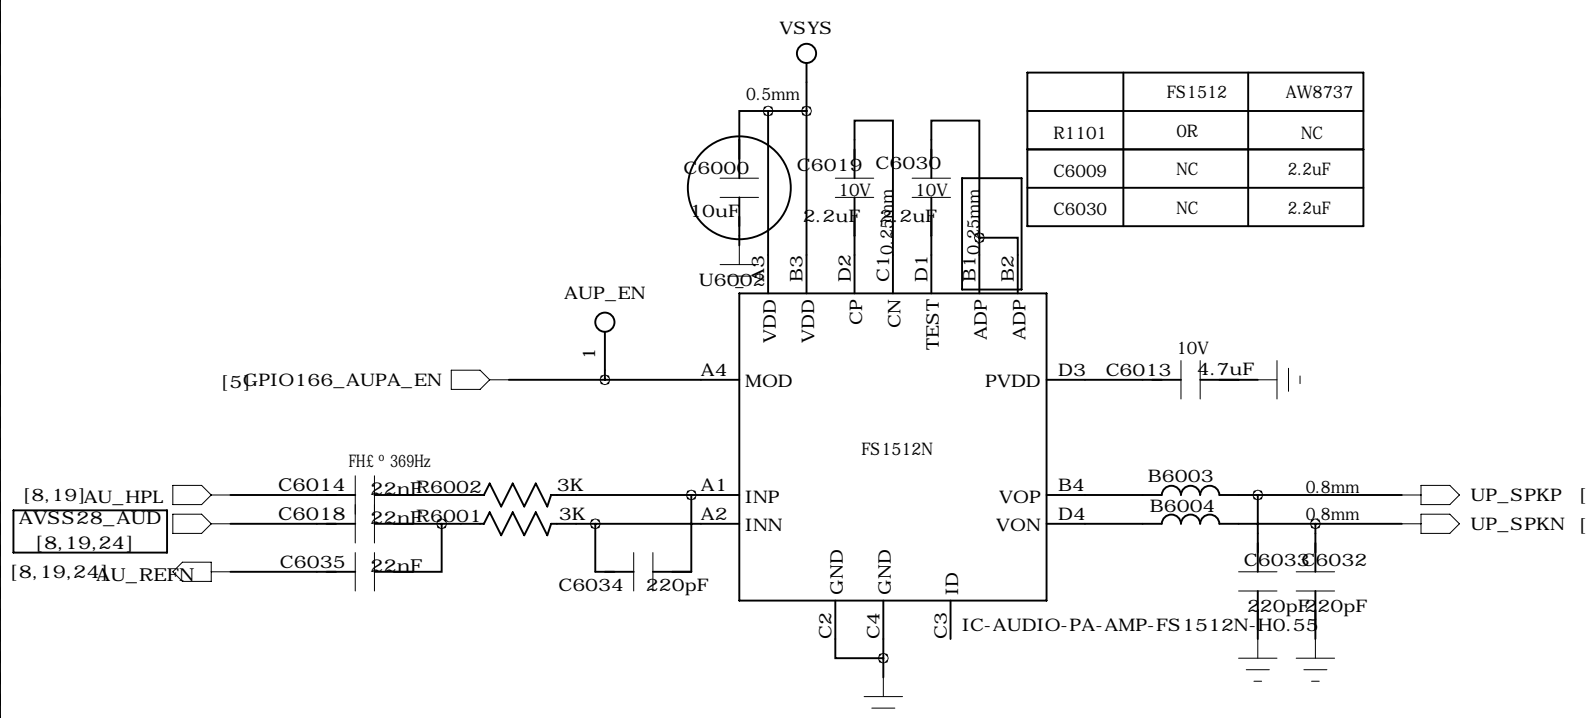 VSYS
0.5mm
FS1512 AW8737
R1101 0R NC
C6009 NC 2.2uF
C6030 NC 2.2uF
C6000
10uF
C6019
10V
2.2uF
C6030
10V
2.2uF
0.25mm
0.25mm
A3
B3
D2
C1
D1
B1
B2
U6002
VDD
VDD
CP
CN
TEST
ADP
ADP
AUP_EN
1
[5]GPIO166_AUPA_EN
A4
MOD
PVDD
D3
C6013
10V
4.7uF
FS1512N
FH£º369Hz
[8,19]AU_HPL
C6014
22nF
R6002
3K
A1
INP
AVSS28_AUD
[8,19,24]
C6018
22nF
R6001
3K
A2
INN
[8,19,24]AU_REFN
C6035
22nF
C6034
220pF
VOP
B4
B6003
0.8mm
UP_SPKP [
VON
D4
B6004
0.8mm
UP_SPKN [
C6033
220pF
C6032
220pF
GND
GND
ID
C2
C4
C3
IC-AUDIO-PA-AMP-FS1512N-H0.55